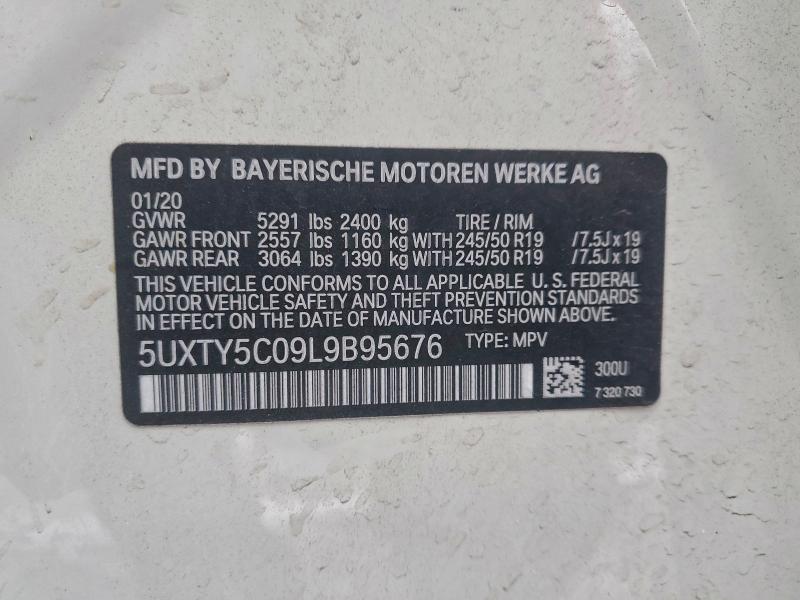 MFD BY BAYERISCHE MOTOREN WERKE AG
01/20
GVWR 5291 lbs 2400 kg TIRE / RIM
GAWR FRONT 2557 lbs 1160 kg WITH 245/50 R19 /7.5J x 19
GAWR REAR 3064 lbs 1390 kg WITH 245/50 R19 /7.5J x 19
THIS VEHICLE CONFORMS TO ALL APPLICABLE U. S. FEDERAL
MOTOR VEHICLE SAFETY AND THEFT PREVENTION STANDARDS
IN EFFECT ON THE DATE OF MANUFACTURE SHOWN ABOVE.
5UXTY5C09L9B95676 TYPE: MPV
300U
7 320 730